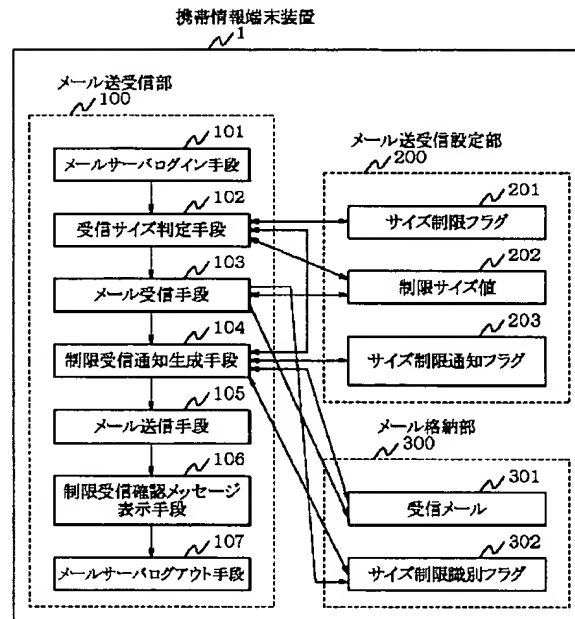 携帯情報端末装置
1
メール送受信部
100
101
メールサーバログイン手段
102
受信サイズ判定手段
103
メール受信手段
104
制限受信通知生成手段
105
メール送信手段
106
制限受信確認メッセージ
表示手段
107
メールサーバログアウト手段
メール送受信設定部
200
201
サイズ制限フラグ
202
制限サイズ値
203
サイズ制限通知フラグ
メール格納部
300
301
受信メール
302
サイズ制限識別フラグ